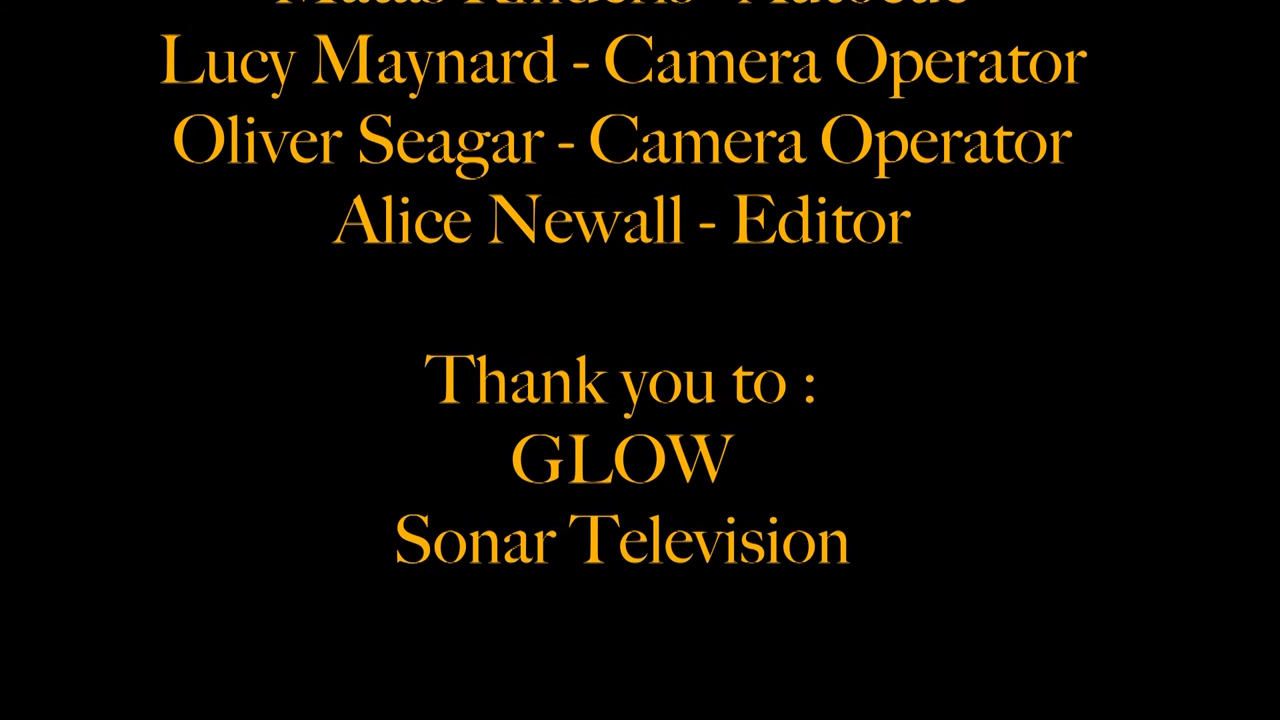 Lucy Maynard - Camera Operator
Oliver Seagar - Camera Operator
Alice Newall - Editor
Thank you to :
GLOW
Sonar Television